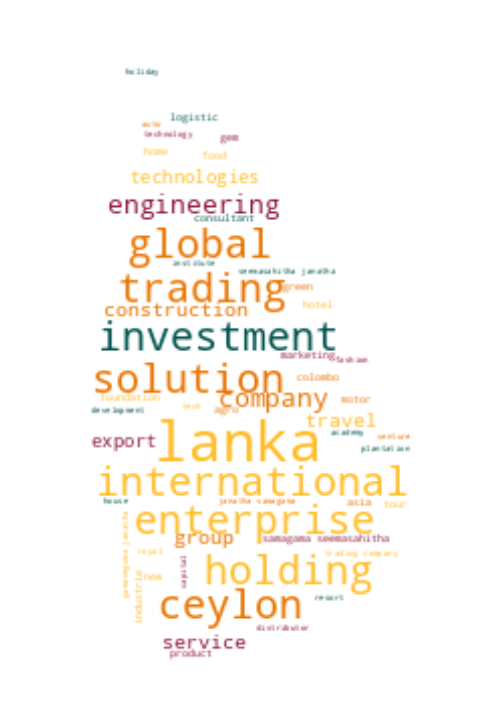 holiday
logistic
auto
technology
gem
home
food
technologies
engineering
consultant
global
institute
seemasahitha janatha
trading
green
hotel
construction
investment
marketing
fashion
solution
colombo
foundation
company
motor
development
tech
agro
travel
lanka
academy
venture
export
plantation
international
house
janatha samagama
asia
tour
enterprise
group
samagama seemasahitha
royal
trading company
capital
holding
new
industries
ceylon
resort
distributor
service
product